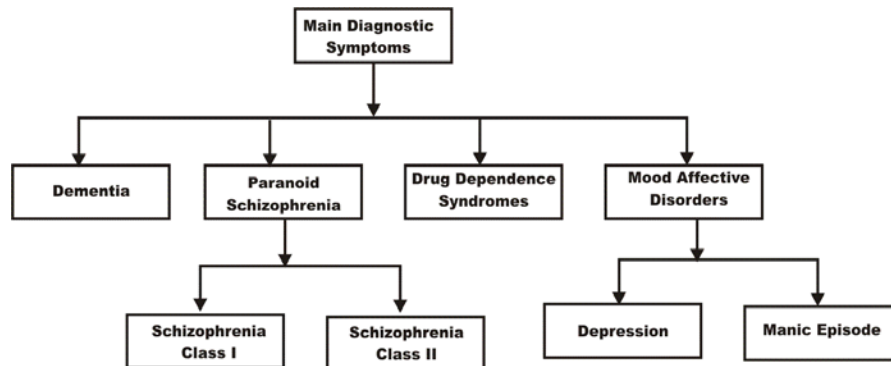 Main Diagnostic
Symptoms
Dementia
Paranoid
Schizophrenia
Drug Dependence
Syndromes
Mood Affective
Disorders
Schizophrenia
Class I
Schizophrenia
Class II
Depression
Manic Episode